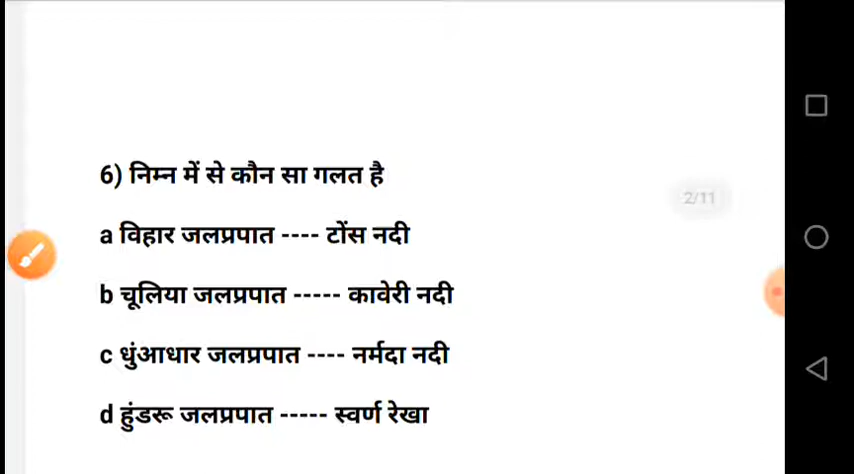 6) निम्न में से कौन सा गलत है
2/11
a विहार जलप्रपात ---- टोंस नदी
b चूलिया जलप्रपात ----- कावेरी नदी
c धुंआधार जलप्रपात ---- नर्मदा नदी
d हुंडरू जलप्रपात ----- स्वर्ण रेखा